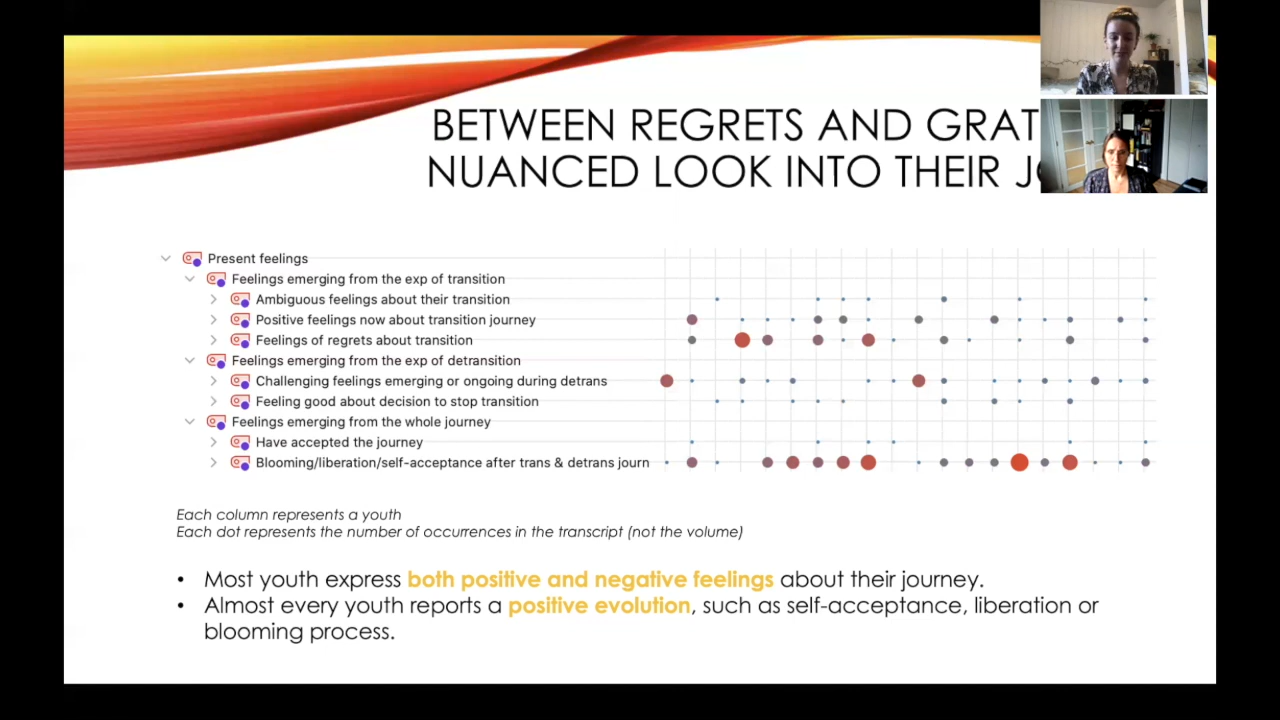 BETWEEN REGRETS AND
NUANCED LOOK INTO THEIR
Present feelings
Feelings emerging from the exp of transition
Ambiguous feelings about their transition
Positive feelings now about transition journey
Feelings of regrets about transition
Feelings emerging from the exp of detransition
Challenging feelings emerging or ongoing during detrans
Feeling good about decision to stop transition
Feelings emerging from the whole journey
Have accepted the journey
Blooming/liberation/self-acceptance after trans & detrans journ
Each column represents a youth
Each dot represents the number of occurrences in the transcript (not the volume)
• Most youth express both positive and negative feelings about their journey.
• Almost every youth reports a positive evolution, such as self-acceptance, liberation or
blooming process.